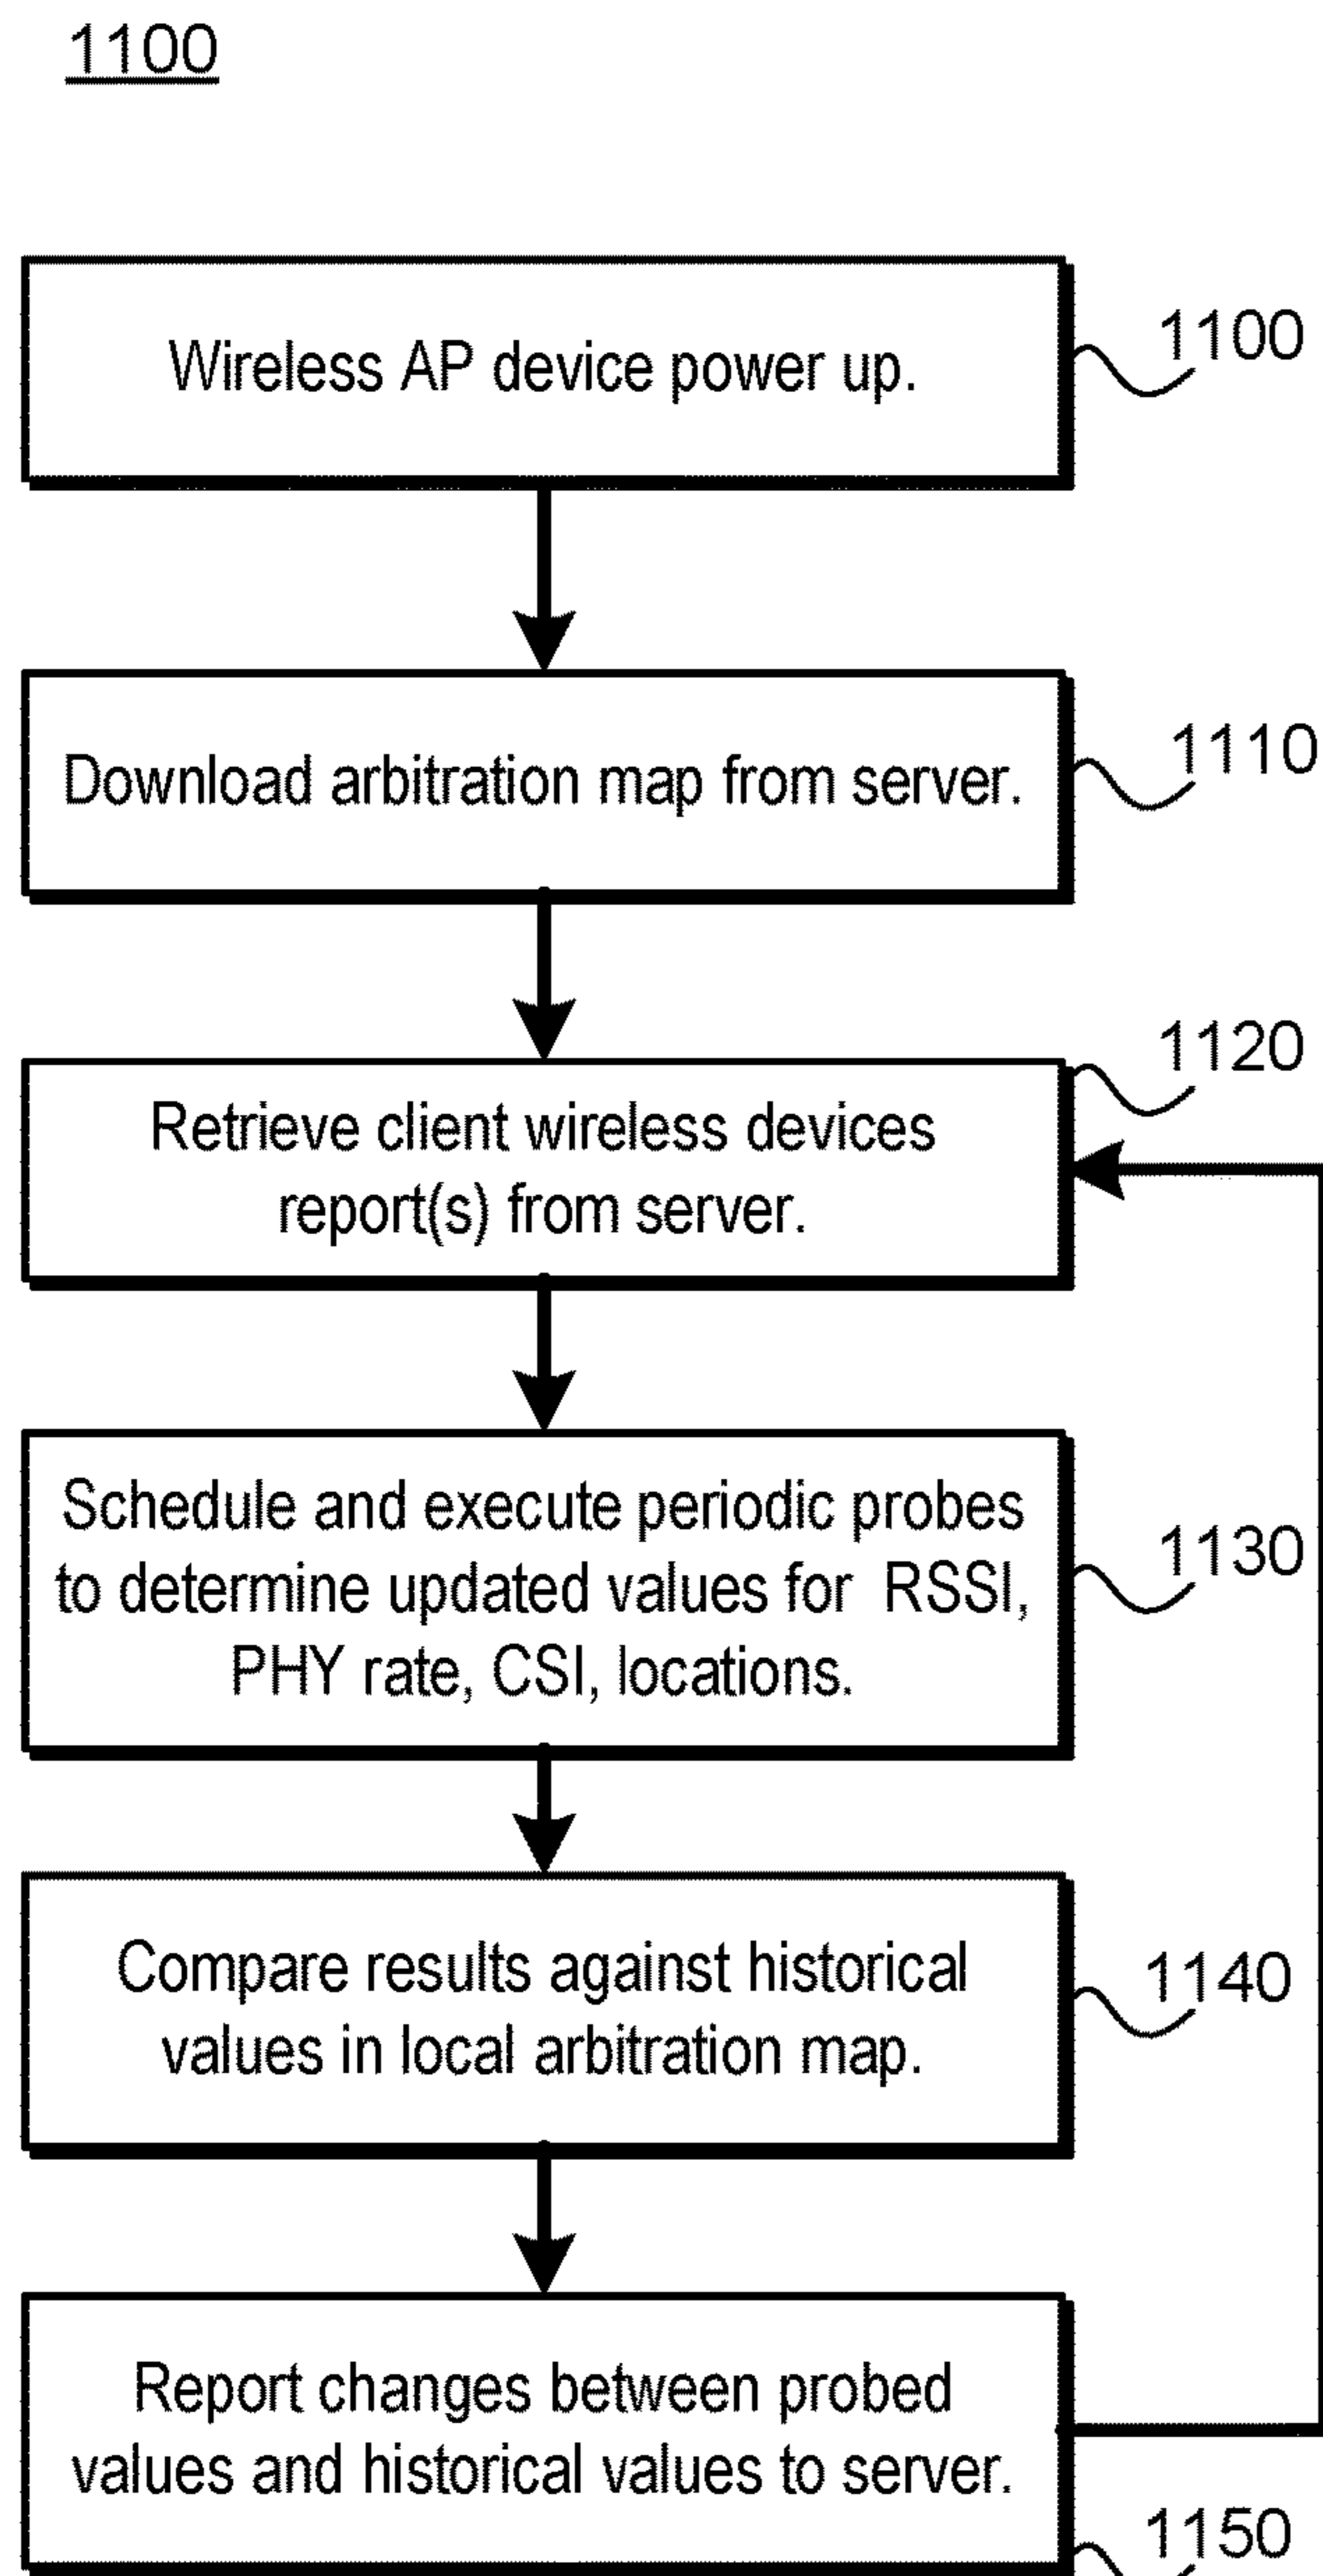 1100
Wireless AP device power up.
1100
Download arbitration map from server.
1110
1120
Retrieve client wireless devices
report(s) from server.
Schedule and execute periodic probes
to determine updated values for RSSI,
PHY rate, CSI, locations.
1130
Compare results against historical
values in local arbitration map.
1140
Report changes between probed
values and historical values to server.
1150